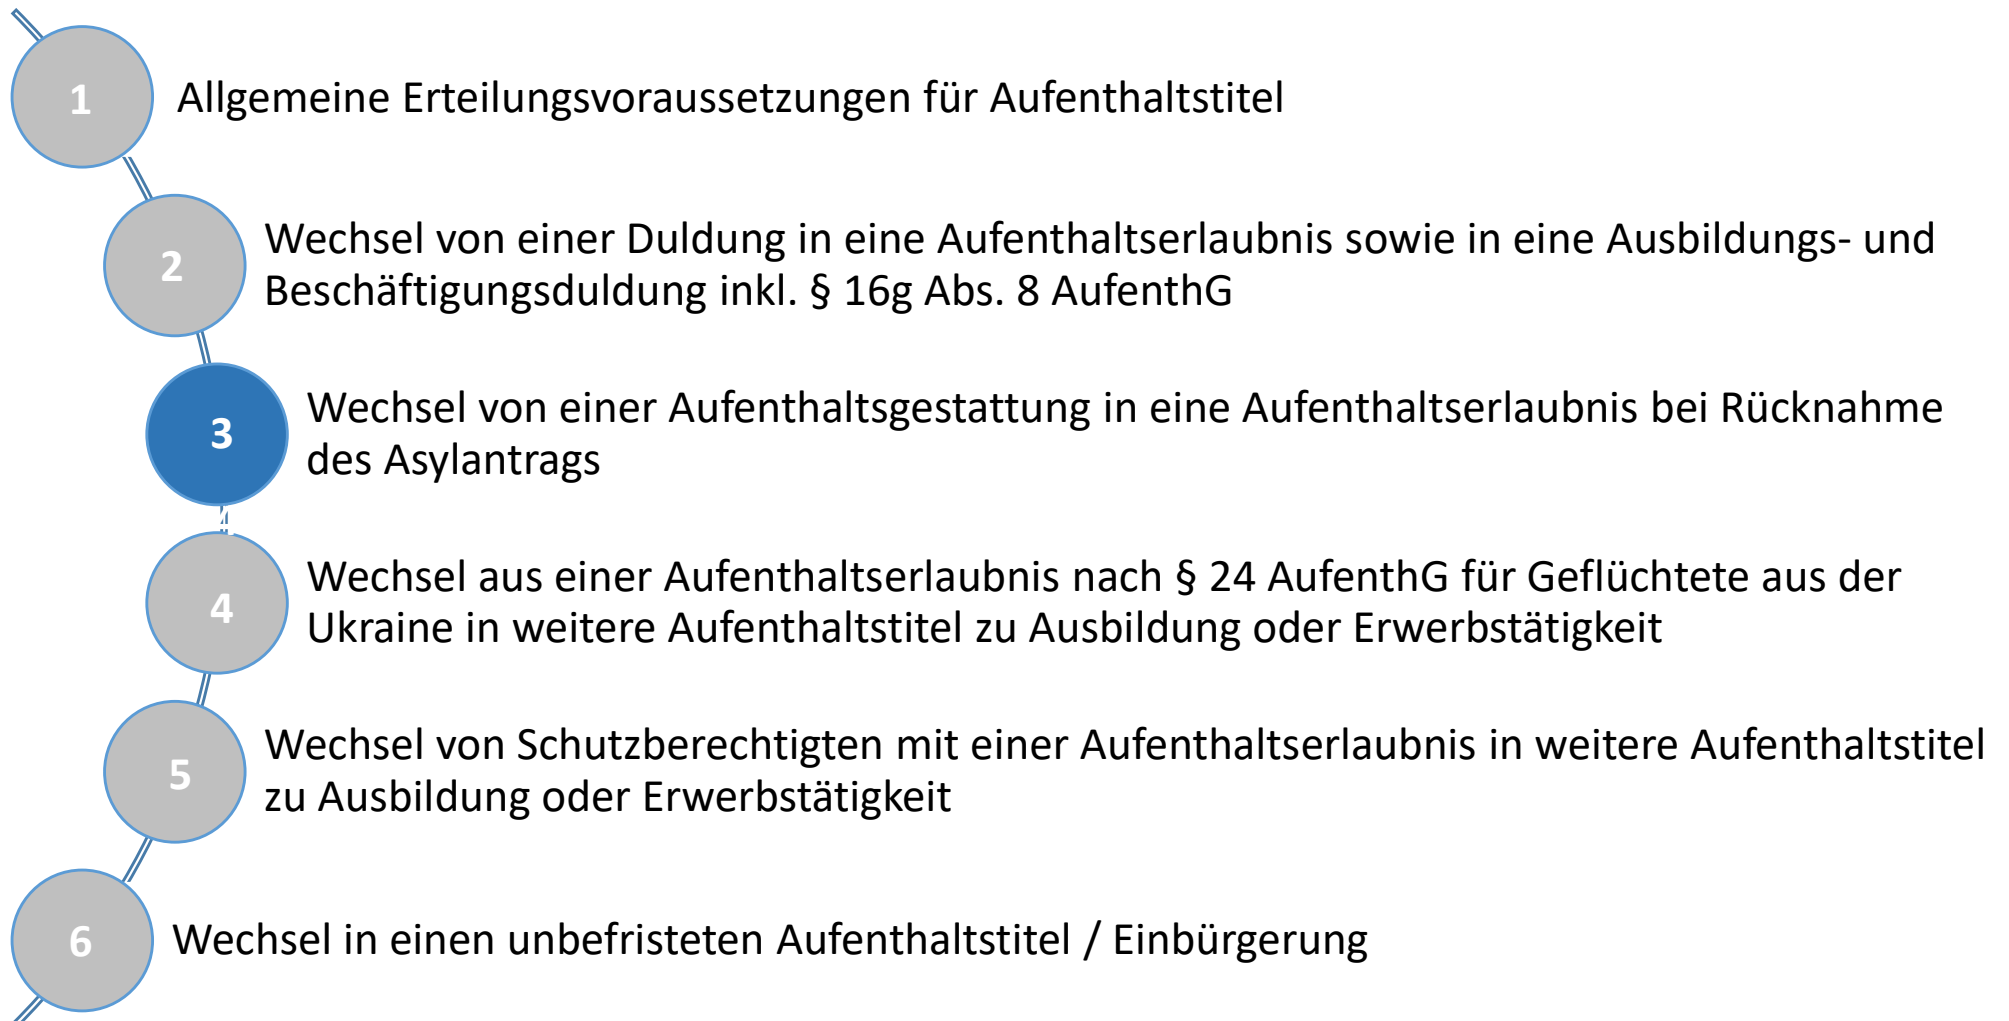 1
Allgemeine Erteilungsvoraussetzungen für Aufenthaltstitel
2
Wechsel von einer Duldung in eine Aufenthaltserlaubnis sowie in eine Ausbildungs- und
Beschäftigungsduldung inkl. § 16g Abs. 8 AufenthG
3
Wechsel von einer Aufenthaltsgestattung in eine Aufenthaltserlaubnis bei Rücknahme
des Asylantrags
4
4
Wechsel aus einer Aufenthaltserlaubnis nach § 24 AufenthG für Geflüchtete aus der
Ukraine in weitere Aufenthaltstitel zu Ausbildung oder Erwerbstätigkeit
5
Wechsel von Schutzberechtigten mit einer Aufenthaltserlaubnis in weitere Aufenthaltstitel
zu Ausbildung oder Erwerbstätigkeit
6
Wechsel in einen unbefristeten Aufenthaltstitel / Einbürgerung